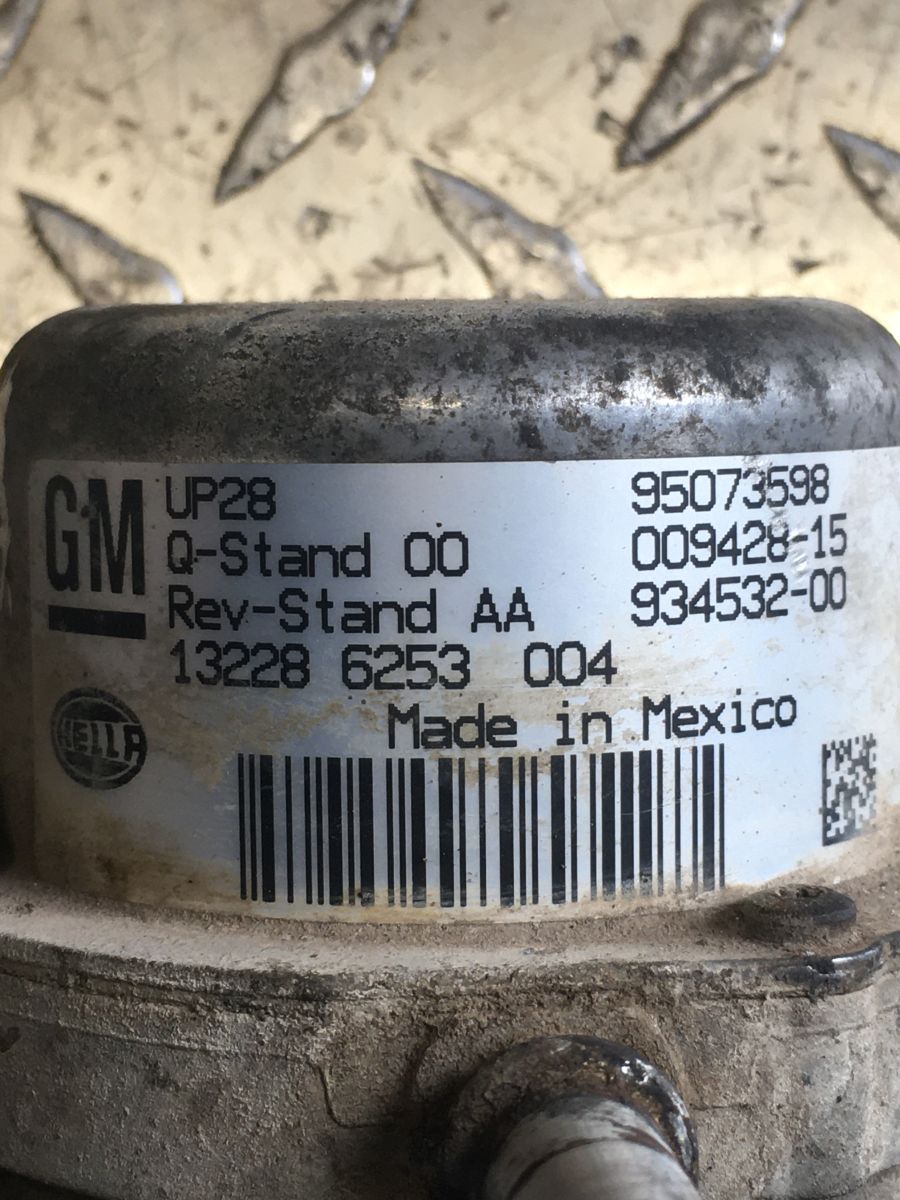 GM UP28 95073598
Q-Stand 00 009428-15
Rev-Stand AA 934532-00
13228 6253 004
Made in Mexico
HELLA